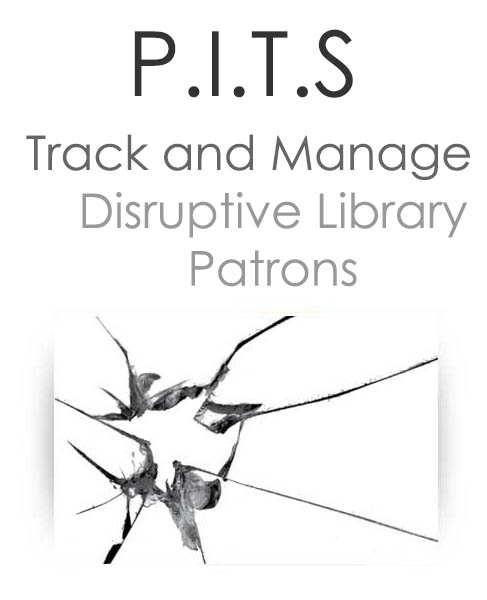 P.I.T.S
Track and Manage
Disruptive Library
Patrons